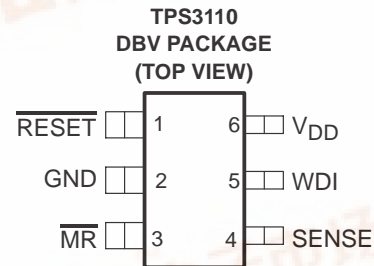 TPS3110
DBV PACKAGE
(TOP VIEW)
RESET 1 6 VDD
GND 2 5 WDI
MR 3 4 SENSE